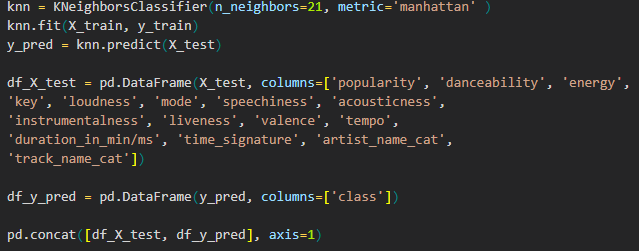 knn = KNeighborsClassifier(n_neighbors=21, metric='manhattan' )
knn.fit(X_train, y_train)
y_pred = knn.predict(X_test)
df_X_test = pd.DataFrame(X_test, columns=['popularity', 'danceability', 'energy',
'key', 'loudness', 'mode', 'speechiness', 'acousticness',
'instrumentalness', 'liveness', 'valence', 'tempo',
'duration_in_min/ms', 'time_signature', 'artist_name_cat',
'track_name_cat'])
df_y_pred = pd.DataFrame(y_pred, columns=['class'])
pd.concat([df_X_test, df_y_pred], axis=1)